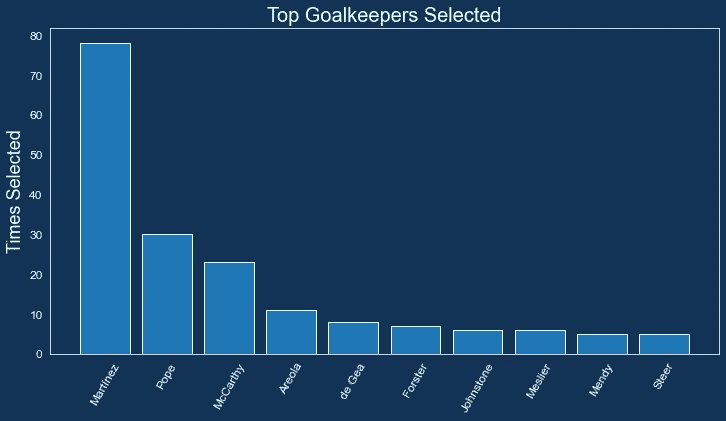 Top Goalkeepers Selected
Times Selected
80
70
60
50
40
30
20
10
0
Martínez
Pope
McCarthy
Areola
de Gea
Forster
Johnstone
Meslier
Mendy
Steer